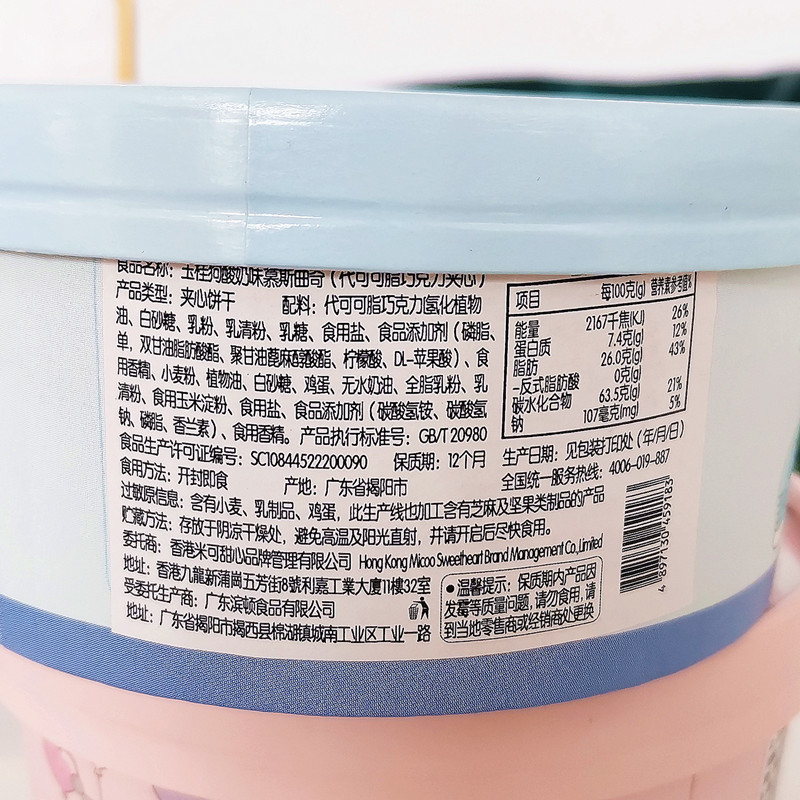 食品名称：玉桂狗酸奶味慕斯曲奇（代可可脂巧克力夹心）
产品类型：夹心饼干 配料：代可可脂巧克力氢化植物
油、白砂糖、乳粉、乳清粉、乳糖、食用盐、食品添加剂（磷脂、
单，双甘油脂肪酸酯、聚甘油蓖麻醇酸酯、柠檬酸、DL-苹果酸）、食
用香精、小麦粉，植物油、白砂糖、鸡蛋、无水奶油、全脂乳粉、乳
清粉、食用玉米淀粉、食用盐、食品添加剂（碳酸氢铵、碳酸氢
钠、磷脂、香兰素）、食用香精。 产品执行标准号：GB/T 20980
食品生产许可证编号：SC10844522200090 保质期：12个月
食用方法：开封即食 产地：广东省揭阳市
过敏原信息：含有小麦、乳制品、鸡蛋，此生产线也加工含有芝麻及坚果类制品的产品
贮藏方法：存放于阴凉干燥处，避免高温及阳光直射，并请开启后尽快食用。
委托商：香港米可甜心品牌管理有限公司 Hong Kong Micoo Sweetheart Brand Management Co.,Limited
地址：香港九龍新蒲崗五芳街8號利嘉工業大廈11樓32室
受委托生产商：广东滨顿食品有限公司
地址：广东省揭阳市揭西县棉湖镇城南工业区工业一路
项目 每100克(g) 营养素参考值%
能量 2167千焦(KJ) 26%
蛋白质 7.4克(g) 12%
脂肪 26.0克(g) 43%
-反式脂肪酸 0克(g)
碳水化合物 63.5克(g) 21%
钠 107毫克(mg) 5%
生产日期：见包装打印处（年/月/日）
全国统一服务热线：4006-019-887
●温馨提示：保质期内产品因
发霉等质量问题，请勿食用，请
到当地零售商或经销商处更换
4 897130 459183